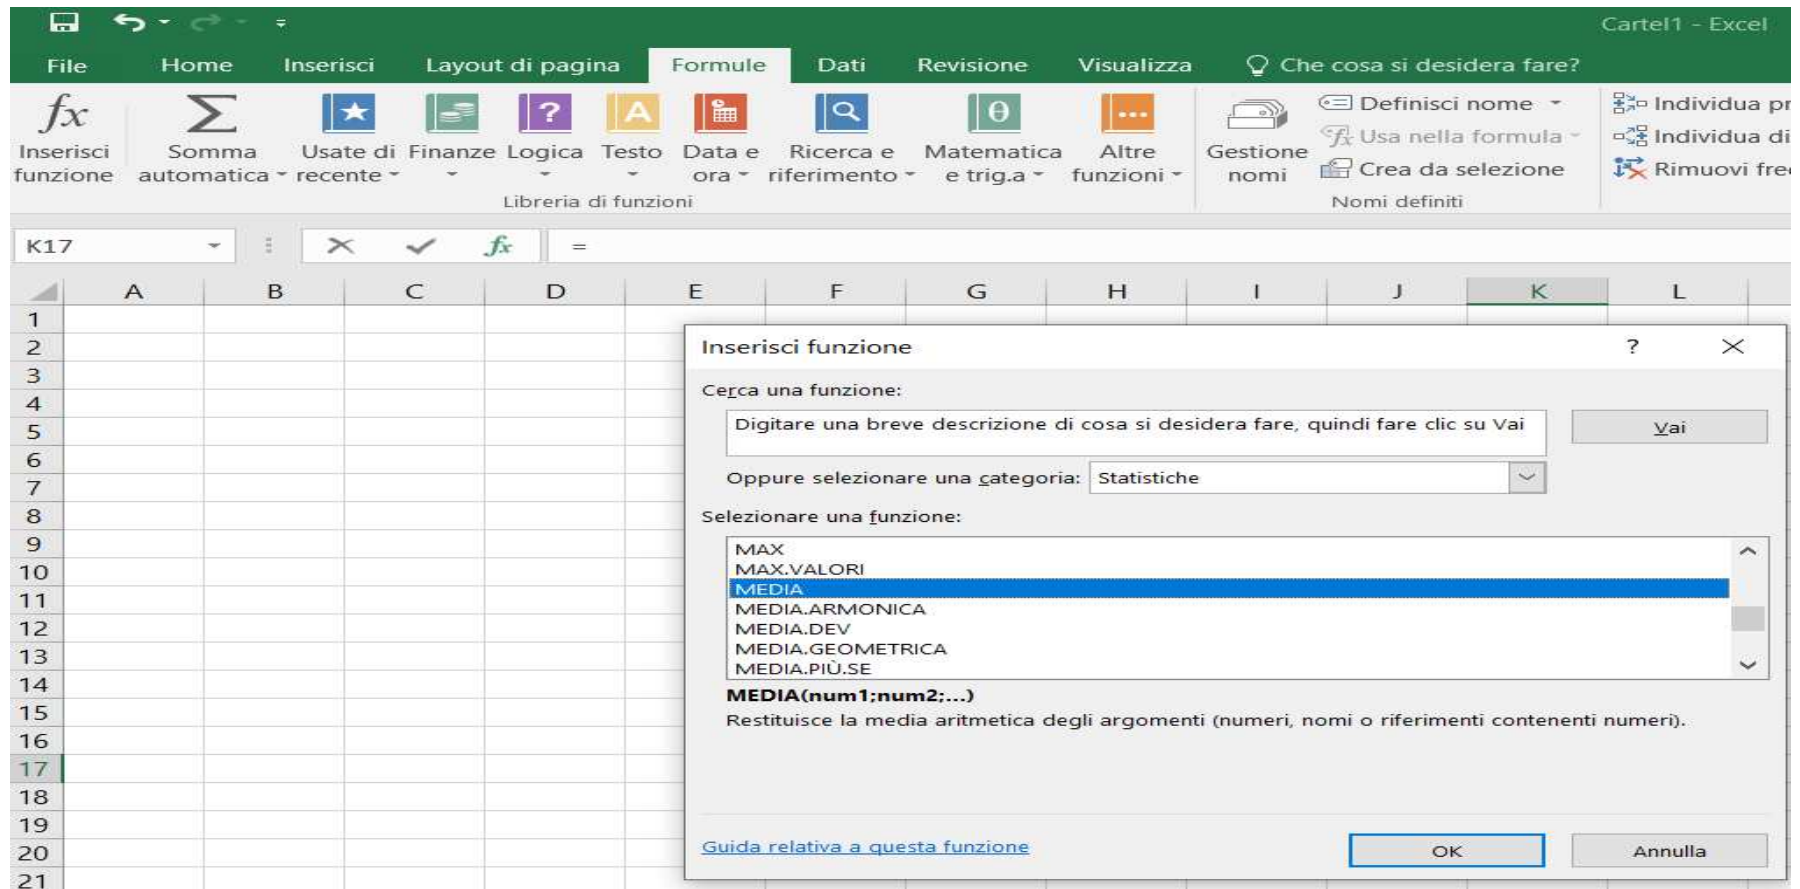 Cartel1 - Excel
File Home Inserisci Layout di pagina Formule Dati Revisione Visualizza Che cosa si desidera fare?
fx Σ ? A θ Definisci nome Individua pr
Usa nella formula Individua di
Inserisci Somma Usate di Finanze Logica Testo Data e Ricerca e Matematica Altre Gestione Crea da selezione Rimuovi fre
funzione automatica recente ora riferimento e trig.a funzioni nomi
Libreria di funzioni Nomi definiti
K17 fx =
A B C D E F G H I J K L
1
2 Inserisci funzione ?
3
4 Cerca una funzione:
5 Digitare una breve descrizione di cosa si desidera fare, quindi fare clic su Vai Vai
6
7 Oppure selezionare una categoria: Statistiche
8 Selezionare una funzione:
9 MAX
10 MAX.VALORI
MEDIA
11 MEDIA.ARMONICA
12 MEDIA.DEV
13 MEDIA.GEOMETRICA
MEDIA.PIÙ.SE
14 MEDIA(num1;num2;...)
15 Restituisce la media aritmetica degli argomenti (numeri, nomi o riferimenti contenenti numeri).
16
17
18
19
20 Guida relativa a questa funzione OK Annulla
21